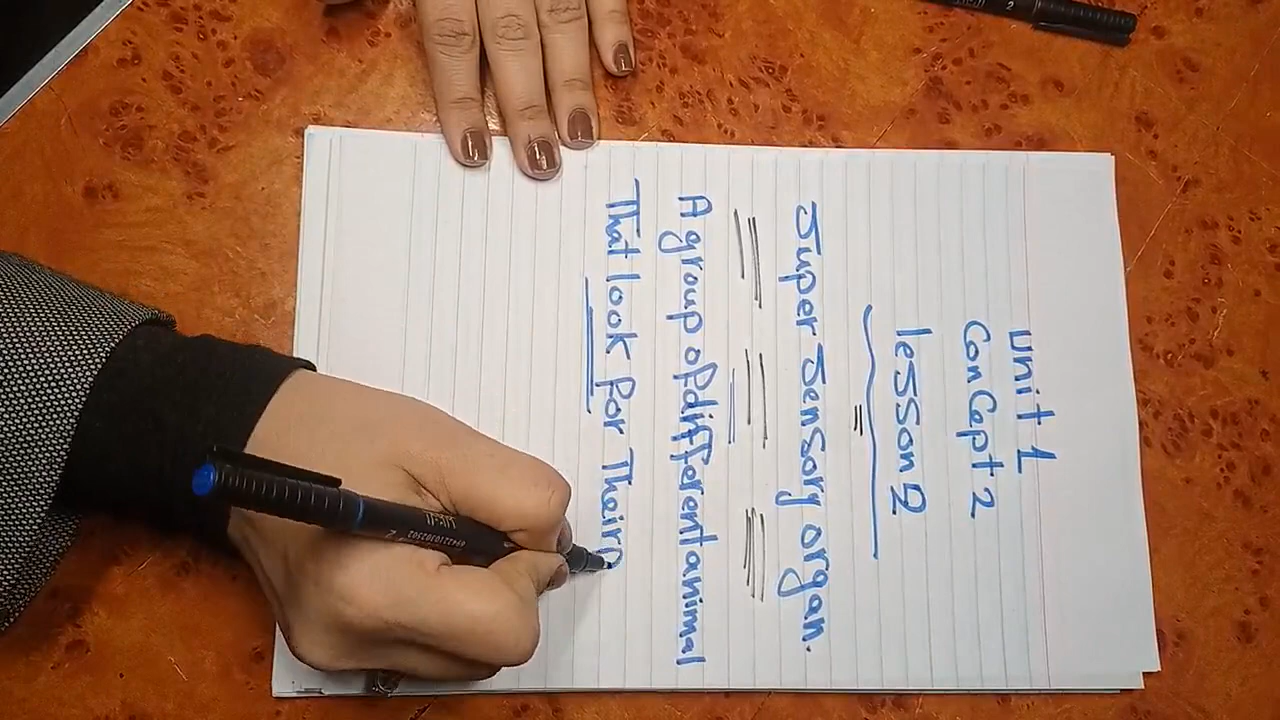 unit 1
ConCept 2
lesson 2
Super Sensory organ.
A group of different animal
That look for Their